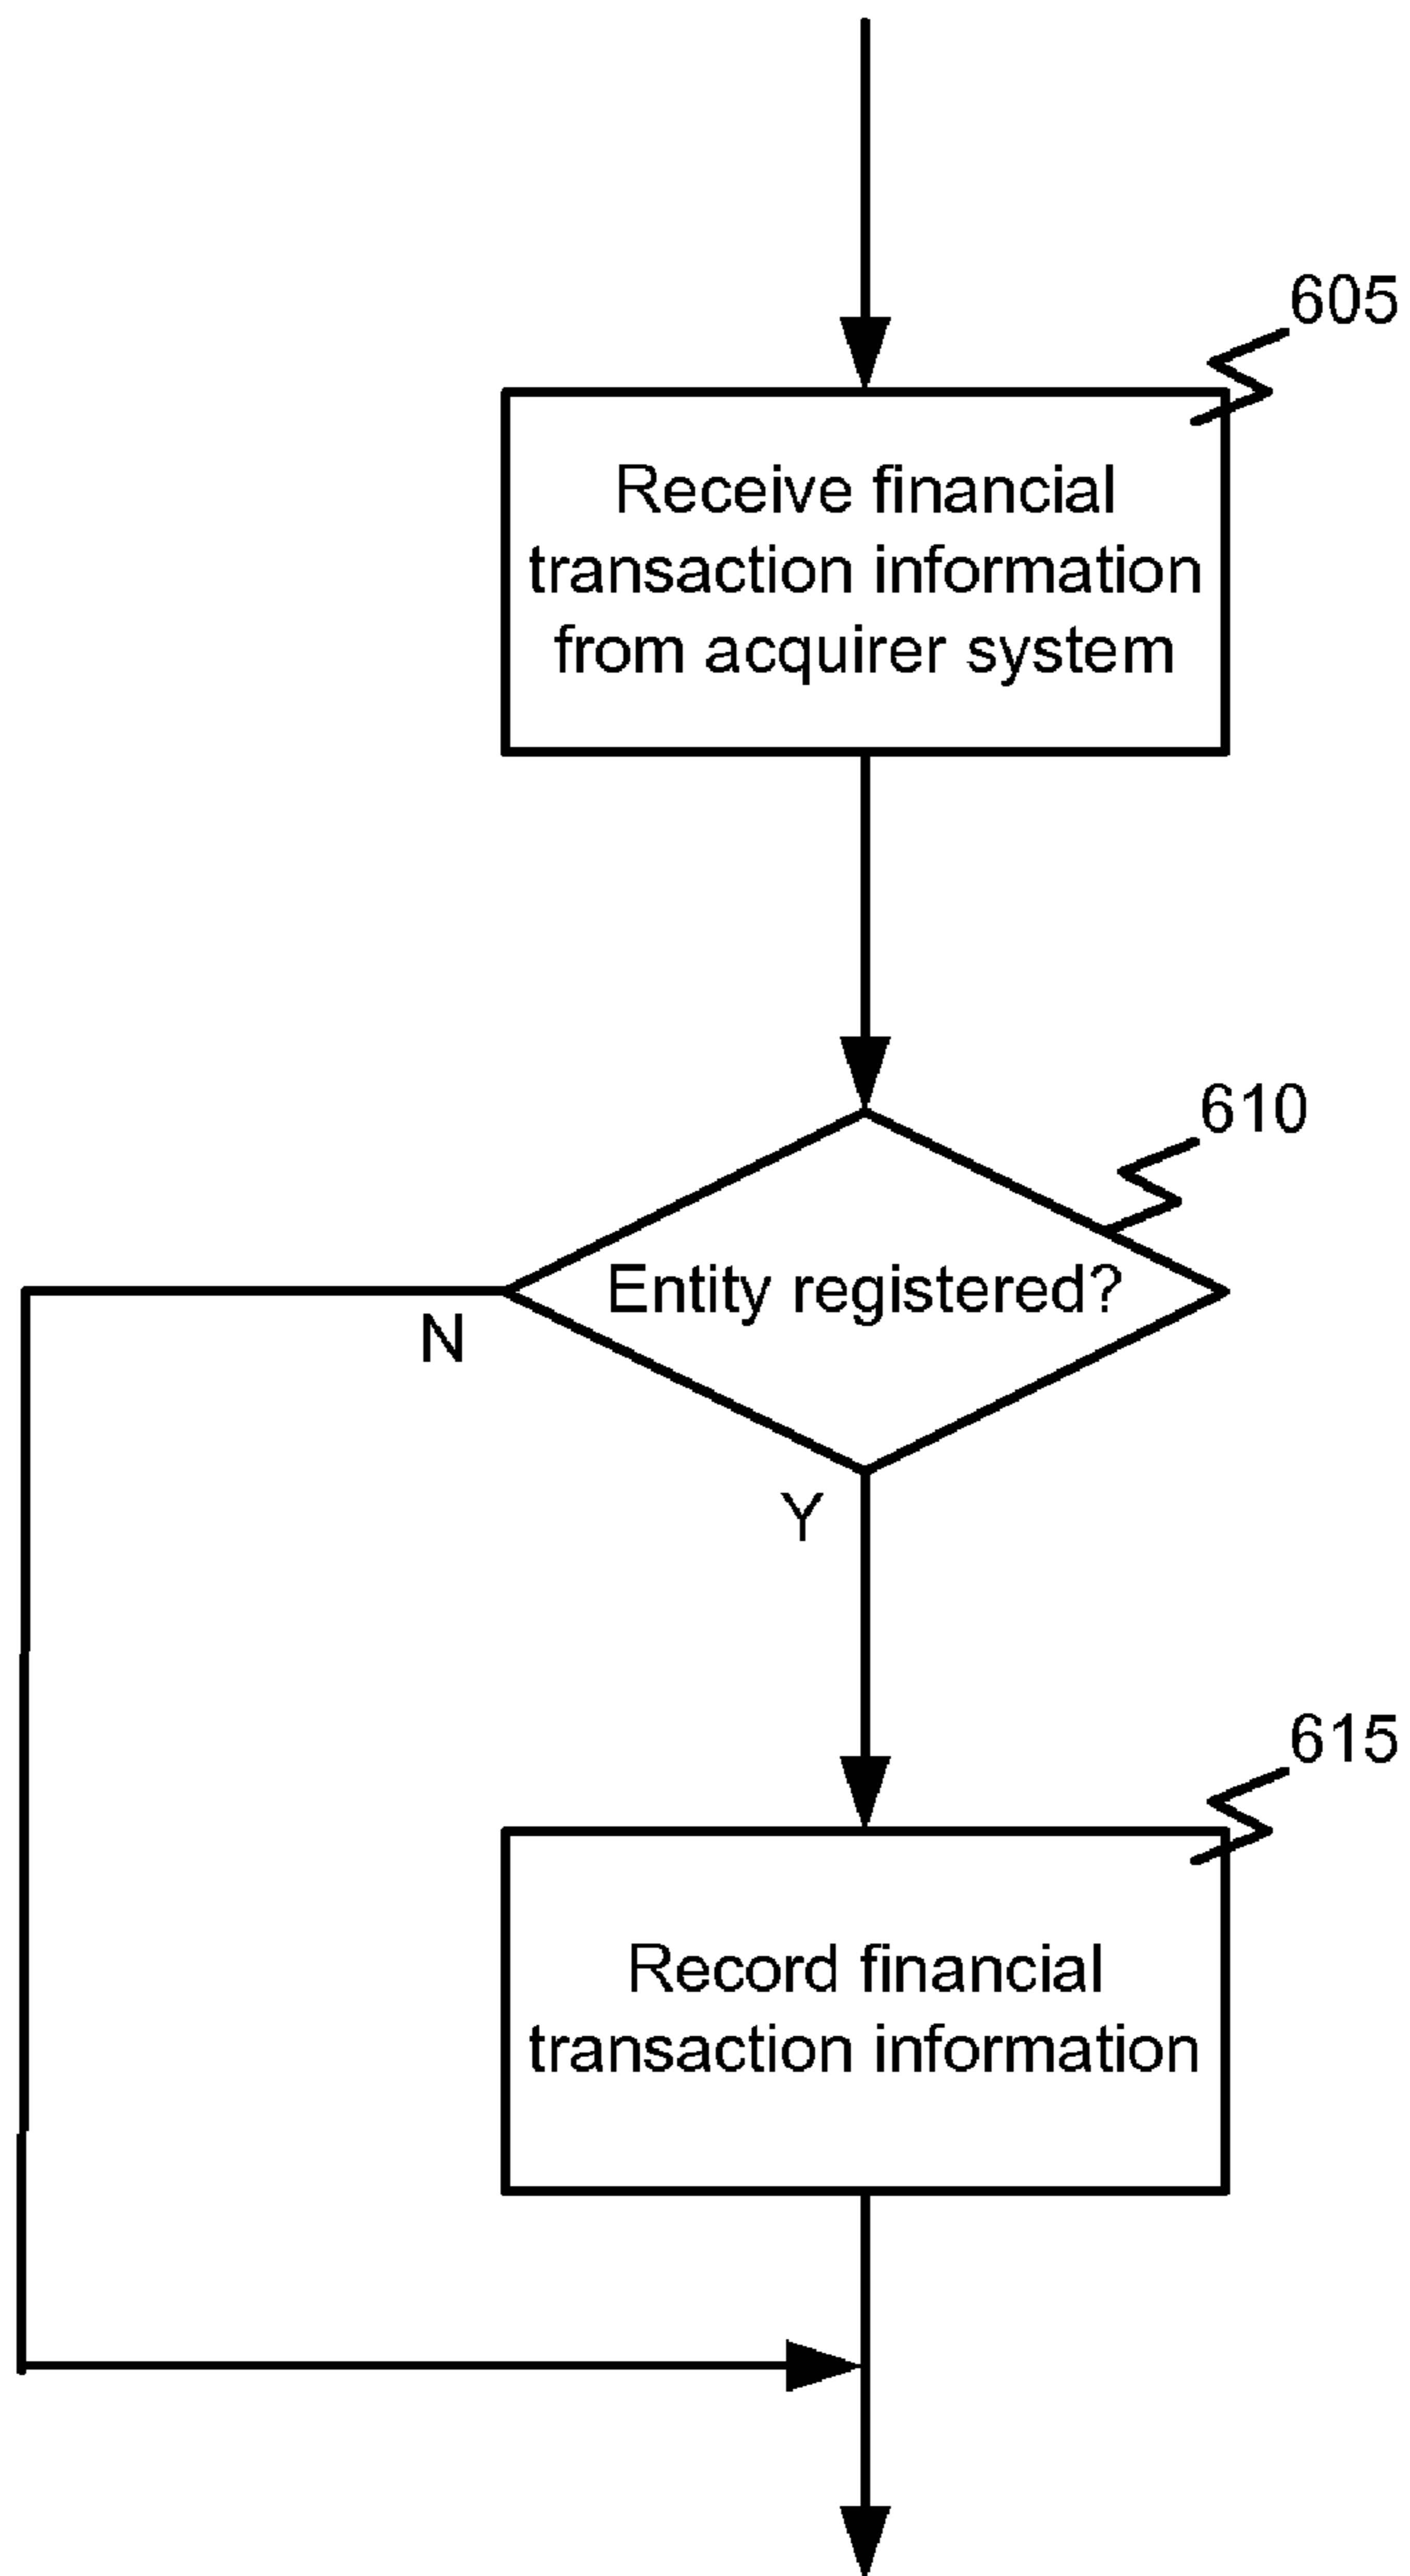 605
Receive financial
transaction information
from acquirer system
610
Entity registered?
N
Y
615
Record financial
transaction information